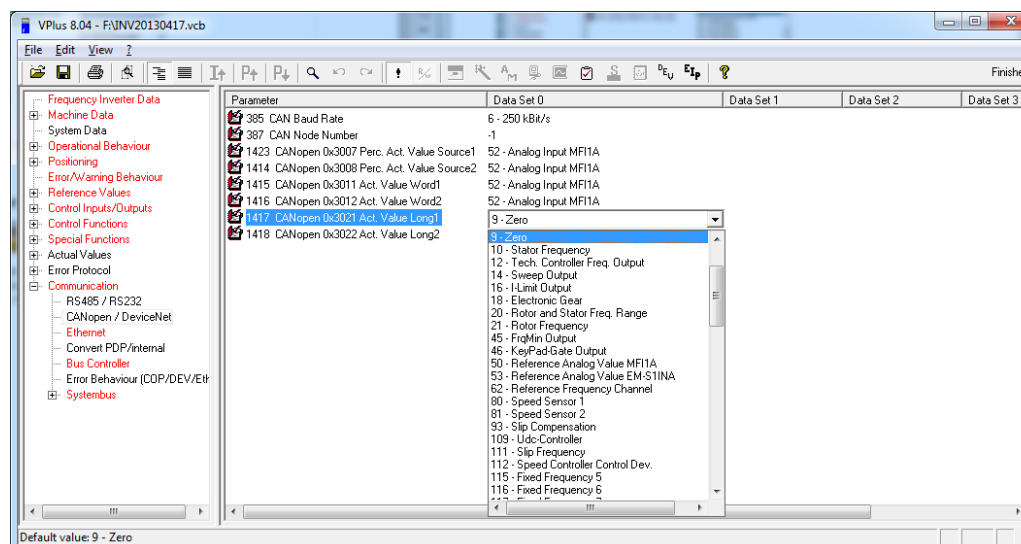 VPlus 8.04 - F:\INV20130417.vcb
File Edit View ?
Finishe
Frequency Inverter Data
Machine Data
System Data
Operational Behaviour
Positioning
Error/Warning Behaviour
Reference Values
Control Inputs/Outputs
Control Functions
Special Functions
Actual Values
Error Protocol
Communication
RS485 / RS232
CANopen / DeviceNet
Ethernet
Convert PDP/internal
Bus Controller
Error Behaviour (COP/DEV/Eth
Systembus
Parameter Data Set 0 Data Set 1 Data Set 2 Data Set 3
385 CAN Baud Rate 6 - 250 kBit/s
387 CAN Node Number -1
1423 CANopen 0x3007 Perc. Act. Value Source1 52 - Analog Input MFI1A
1414 CANopen 0x3008 Perc. Act. Value Source2 52 - Analog Input MFI1A
1415 CANopen 0x3011 Act. Value Word1 52 - Analog Input MFI1A
1416 CANopen 0x3012 Act. Value Word2 52 - Analog Input MFI1A
1417 CANopen 0x3021 Act. Value Long1 9 - Zero
1418 CANopen 0x3022 Act. Value Long2
9 - Zero
10 - Stator Frequency
12 - Tech. Controller Freq. Output
14 - Sweep Output
16 - I-Limit Output
18 - Electronic Gear
20 - Rotor and Stator Freq. Range
21 - Rotor Frequency
45 - FrqMin Output
46 - KeyPad-Gate Output
50 - Reference Analog Value MFI1A
53 - Reference Analog Value EM-S1INA
62 - Reference Frequency Channel
80 - Speed Sensor 1
81 - Speed Sensor 2
93 - Slip Compensation
109 - Udc-Controller
111 - Slip Frequency
112 - Speed Controller Control Dev.
115 - Fixed Frequency 5
116 - Fixed Frequency 6
Default value: 9 - Zero